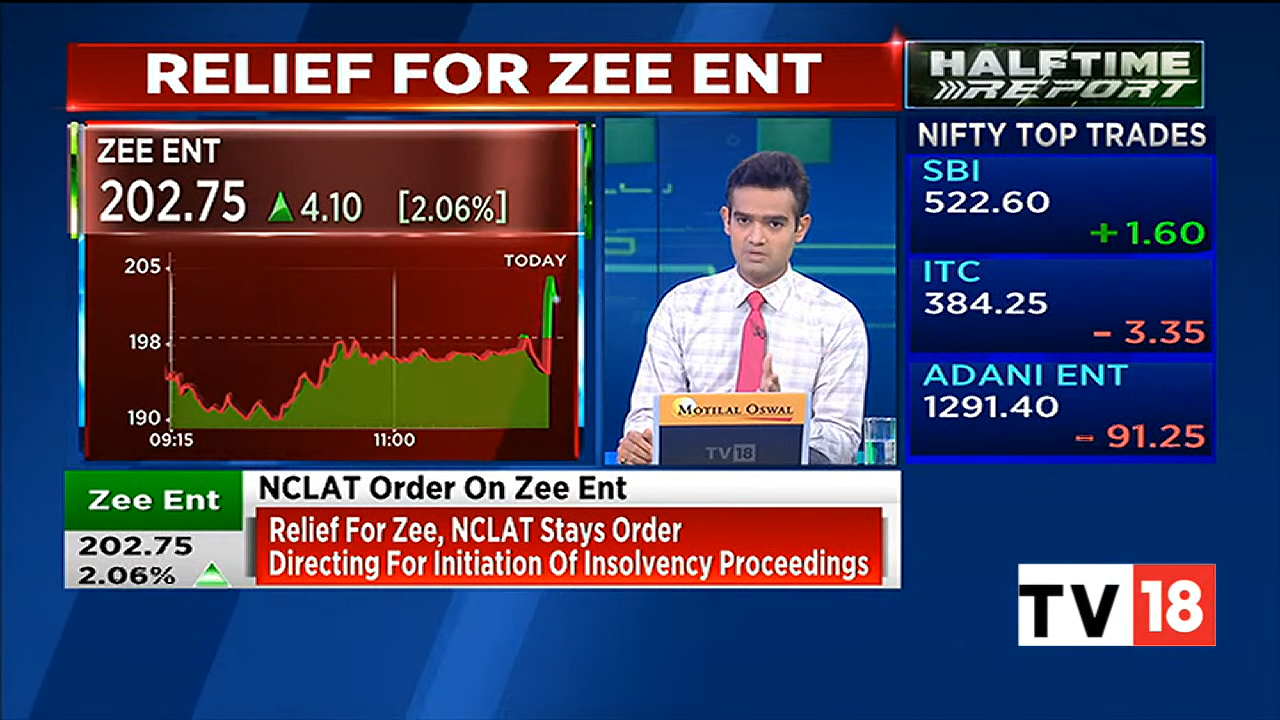 RELIEF FOR ZEE ENT
HALFTIME
REPORT
ZEE ENT
202.75 ▲ 4.10 [2.06%]
TODAY
205
198
190
09:15 11:00
MOTILAL OSWAL
TV18
NIFTY TOP TRADES
SBI
522.60
+1.60
ITC
384.25
- 3.35
ADANI ENT
1291.40
- 91.25
Zee Ent
202.75
2.06%
NCLAT Order On Zee Ent
Relief For Zee, NCLAT Stays Order
Directing For Initiation Of Insolvency Proceedings
TV18